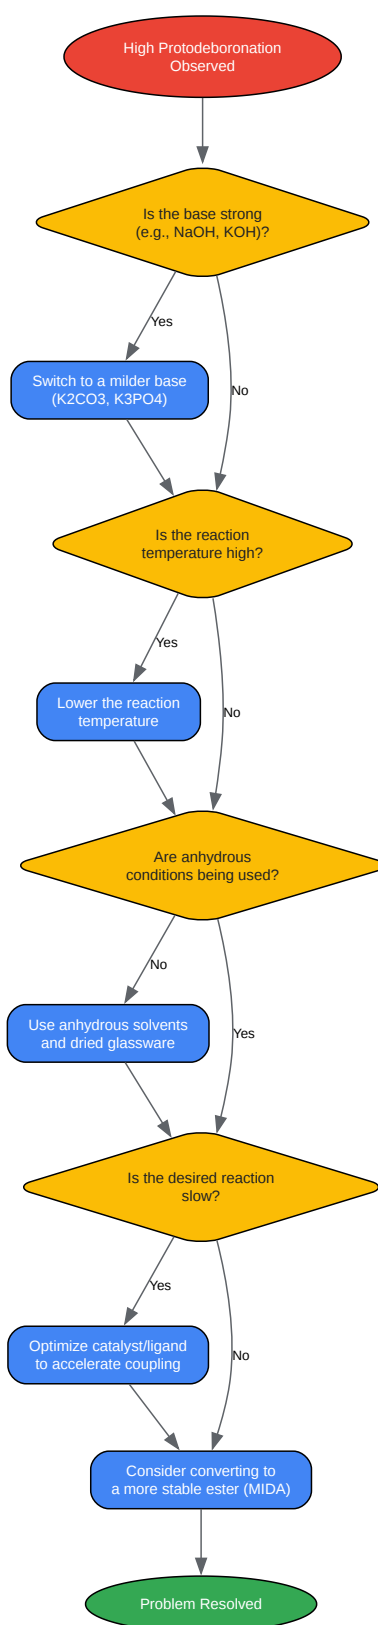 High Protodeboronation
Observed
Is the base strong
(e.g., NaOH, KOH)?
Yes
No
Switch to a milder base
(K2CO3, K3PO4)
Is the reaction
temperature high?
Yes
No
Lower the reaction
temperature
Are anhydrous
conditions being used?
No
Yes
Use anhydrous solvents
and dried glassware
Is the desired reaction
slow?
Yes
No
Optimize catalyst/ligand
to accelerate coupling
Consider converting to
a more stable ester (MIDA)
Problem Resolved